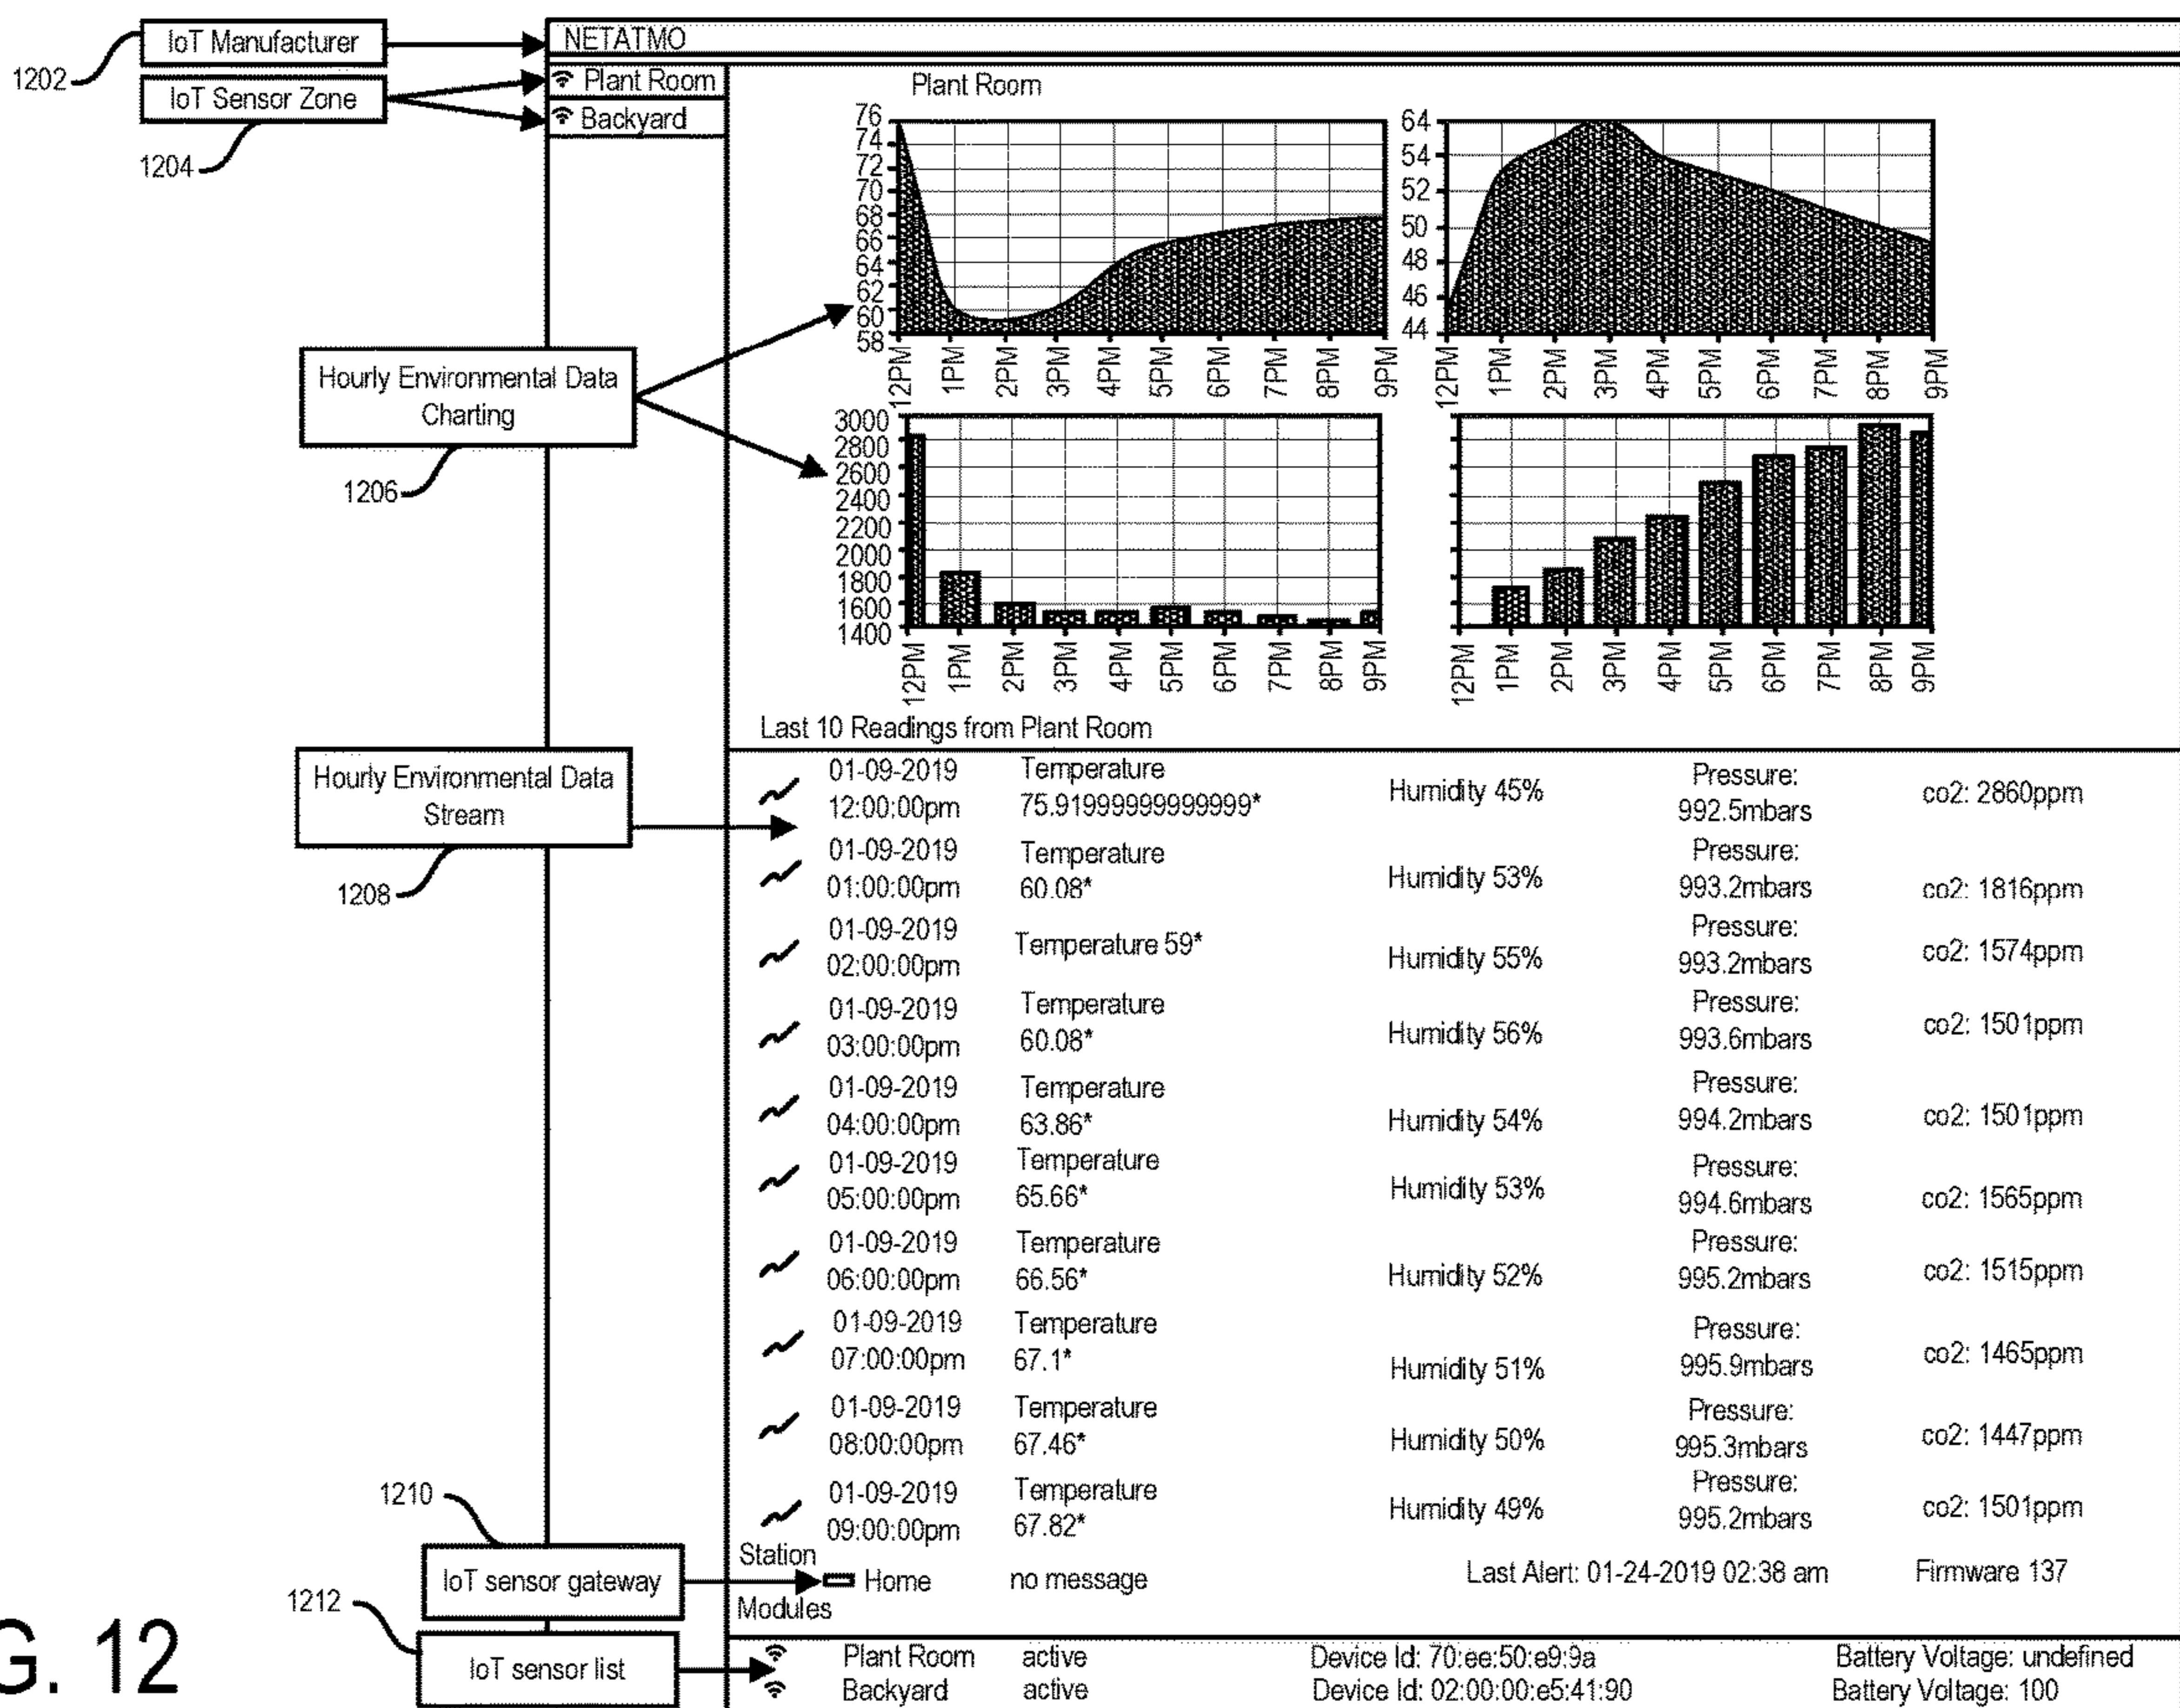 1202
IoT Manufacturer
NETATMO
IoT Sensor Zone
1204
Plant Room
Backyard
Plant Room
76
74
72
70
68
66
64
62
60
58
12PM 1PM 2PM 3PM 4PM 5PM 6PM 7PM 8PM 9PM
64
54
52
50
48
46
44
12PM 1PM 2PM 3PM 4PM 5PM 6PM 7PM 8PM 9PM
Hourly Environmental Data
Charting
1206
3000
2800
2600
2400
2200
2000
1800
1600
1400
12PM 1PM 2PM 3PM 4PM 5PM 6PM 7PM 8PM 9PM
12PM 1PM 2PM 3PM 4PM 5PM 6PM 7PM 8PM 9PM
Last 10 Readings from Plant Room
Hourly Environmental Data
Stream
1208
01-09-2019 Temperature Pressure:
12:00:00pm 75.91999999999999* Humidity 45% 992.5mbars co2: 2860ppm
01-09-2019 Temperature Pressure:
01:00:00pm 60.08* Humidity 53% 993.2mbars co2: 1816ppm
01-09-2019 Temperature 59* Pressure:
02:00:00pm Humidity 55% 993.2mbars co2: 1574ppm
01-09-2019 Temperature Pressure:
03:00:00pm 60.08* Humidity 56% 993.6mbars co2: 1501ppm
01-09-2019 Temperature Pressure:
04:00:00pm 63.86* Humidity 54% 994.2mbars co2: 1501ppm
01-09-2019 Temperature Pressure:
05:00:00pm 65.66* Humidity 53% 994.6mbars co2: 1565ppm
01-09-2019 Temperature Pressure:
06:00:00pm 66.56* Humidity 52% 995.2mbars co2: 1515ppm
01-09-2019 Temperature Pressure:
07:00:00pm 67.1* Humidity 51% 995.9mbars co2: 1465ppm
01-09-2019 Temperature Pressure:
08:00:00pm 67.46* Humidity 50% 995.3mbars co2: 1447ppm
01-09-2019 Temperature Pressure:
09:00:00pm 67.82* Humidity 49% 995.2mbars co2: 1501ppm
1210
IoT sensor gateway
Station
Home no message Last Alert: 01-24-2019 02:38 am Firmware 137
Modules
1212
IoT sensor list
Plant Room active Device Id: 70:ee:50:e9:9a Battery Voltage: undefined
Backyard active Device Id: 02:00:00:e5:41:90 Battery Voltage: 100
G. 12